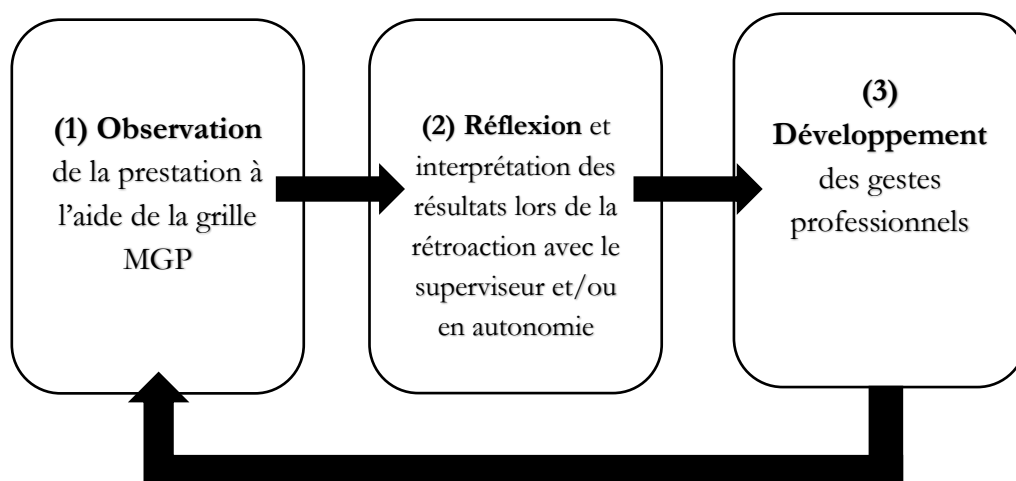 (1) Observation
de la prestation à
l’aide de la grille
MGP
(2) Réflexion et
interprétation des
résultats lors de la
rétroaction avec le
superviseur et/ou
en autonomie
(3)
Développement
des gestes
professionnels